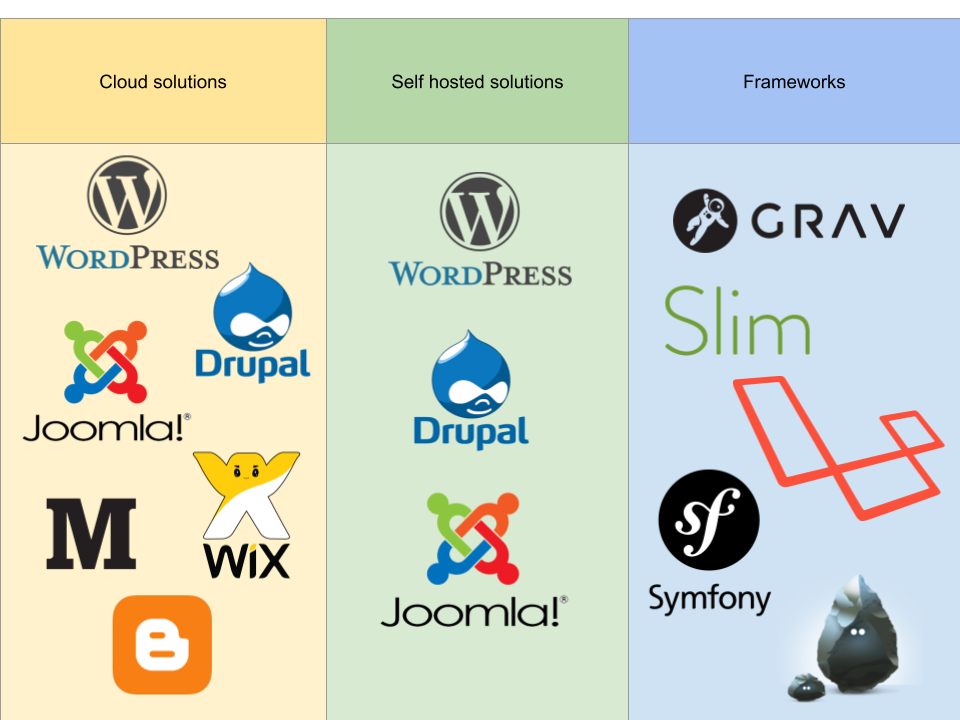 Cloud solutions
Self hosted solutions
Frameworks
WORDPRESS
Drupal
Joomla!®
M
WiX
WORDPRESS
Drupal
Joomla!®
GRAV
Slim
sf
Symfony